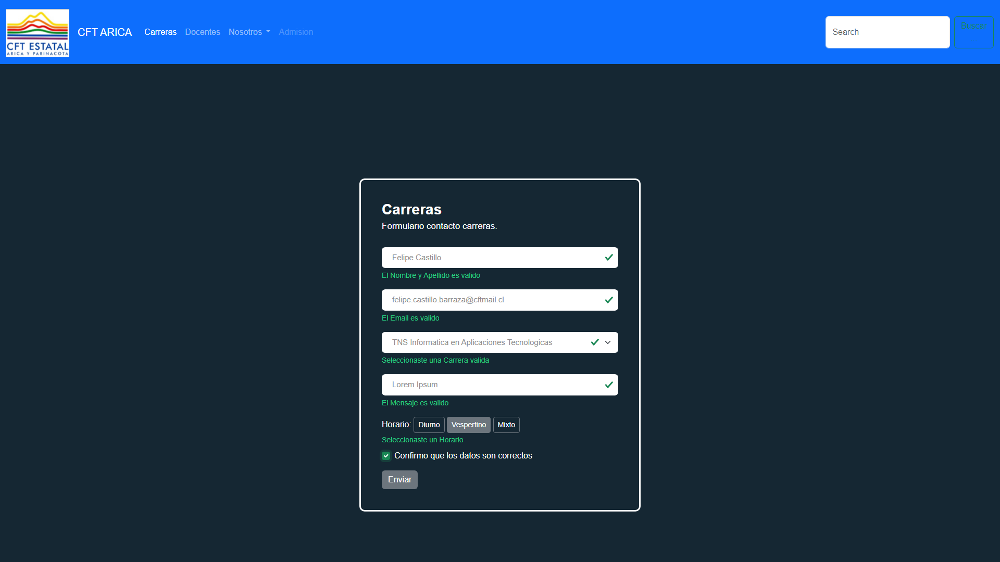 CFT ESTATAL
ARICA Y PARINACOTA
CFT ARICA
Carreras
Docentes
Nosotros
Admision
Search
Buscar
Carreras
Formulario contacto carreras.
Felipe Castillo
El Nombre y Apellido es valido
felipe.castillo.barraza@cftmail.cl
El Email es valido
TNS Informatica en Aplicaciones Tecnologicas
Seleccionaste una Carrera valida
Lorem Ipsum
El Mensaje es valido
Horario: Diurno Vespertino Mixto
Seleccionaste un Horario
Confirmo que los datos son correctos
Enviar